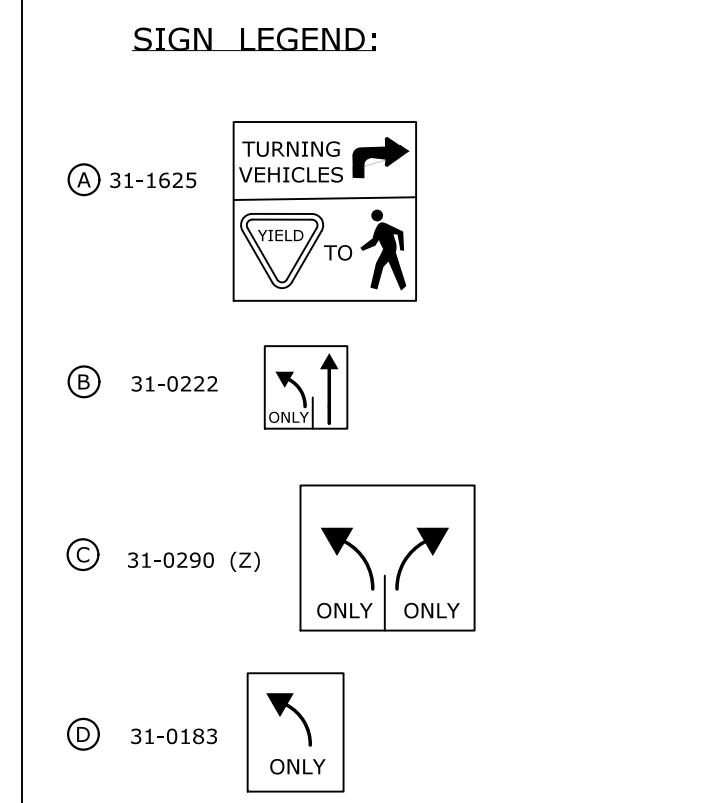 SIGN LEGEND:
A 31-1625
TURNING
VEHICLES
YIELD TO
B 31-0222
ONLY
C 31-0290 (Z)
ONLY ONLY
D 31-0183
ONLY